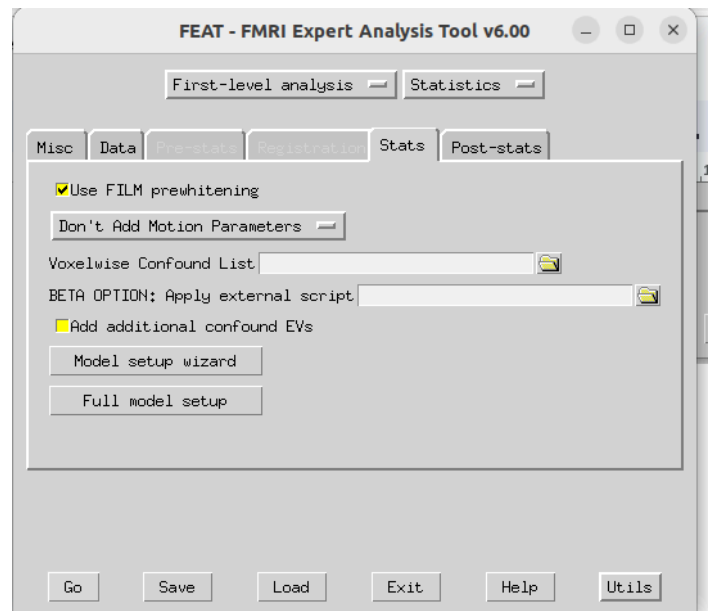 FEAT - FMRI Expert Analysis Tool v6.00
First-level analysis Statistics
Misc Data Pre-stats Registration Stats Post-stats
Use FILM prewhitening
Don't Add Motion Parameters
Voxelwise Confound List
BETA OPTION: Apply external script
Add additional confound EVs
Model setup wizard
Full model setup
Go Save Load Exit Help Utils